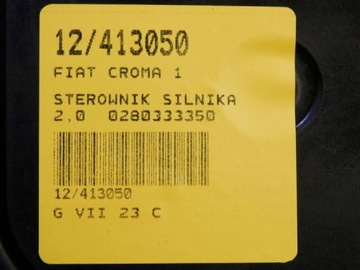 12/413050
FIAT CROMA 1
STEROWNIK SILNIKA
2,0 0280333350
12/413050
G VII 23 C